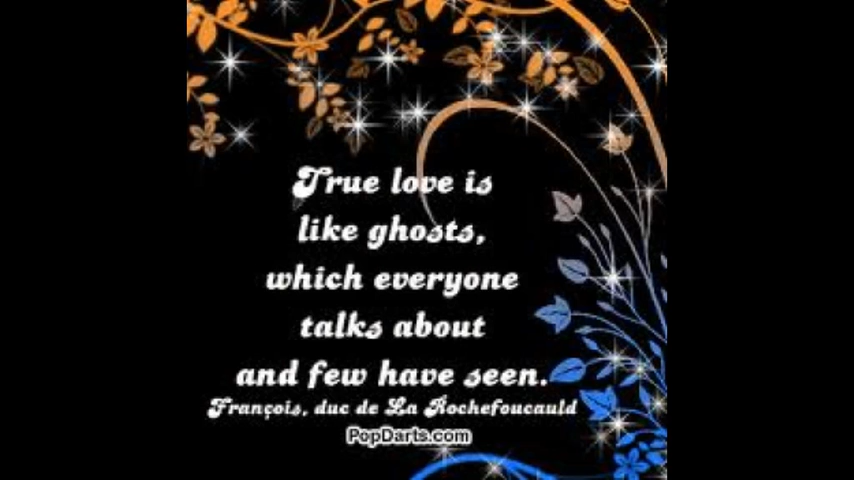 True love is
like ghosts,
which everyone
talks about
and few have seen.
François, duc de La Rochefoucauld
PopDarts.com